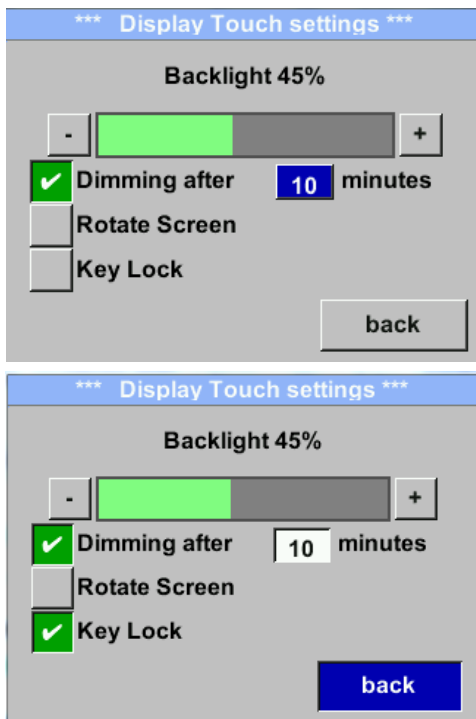 *** Display Touch settings ***
Backlight 45%
- +
✔ Dimming after 10 minutes
Rotate Screen
Key Lock
back
*** Display Touch settings ***
Backlight 45%
- +
✔ Dimming after 10 minutes
Rotate Screen
✔ Key Lock
back